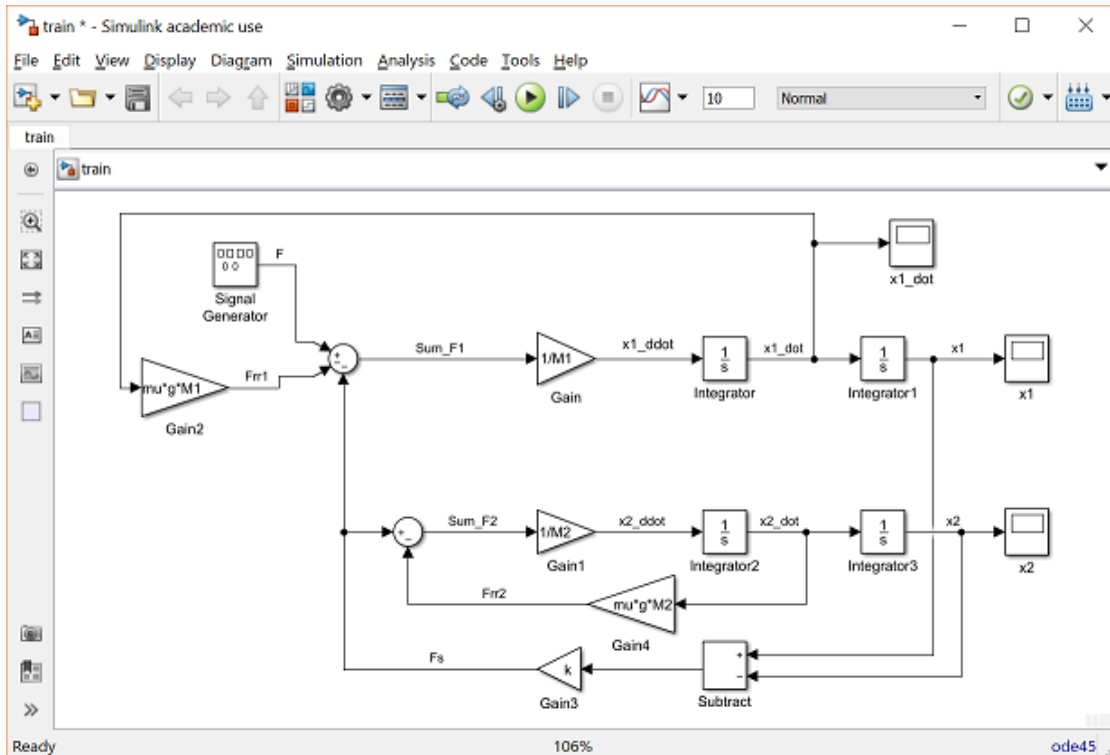 train * - Simulink academic use
File Edit View Display Diagram Simulation Analysis Code Tools Help
10 Normal
train
train
F
x1_dot
Signal
Generator
+
-
-
Sum_F1
1/M1
x1_ddot
1
s
x1_dot
1
s
x1
Gain
Integrator
Integrator1
x1
mu*g*M1
Frr1
Gain2
+
-
Sum_F2
1/M2
x2_ddot
1
s
x2_dot
1
s
x2
Gain1
Integrator2
Integrator3
x2
Frr2
mu*g*M2
Gain4
Fs
k
+
-
Gain3
Subtract
Ready 106% ode45